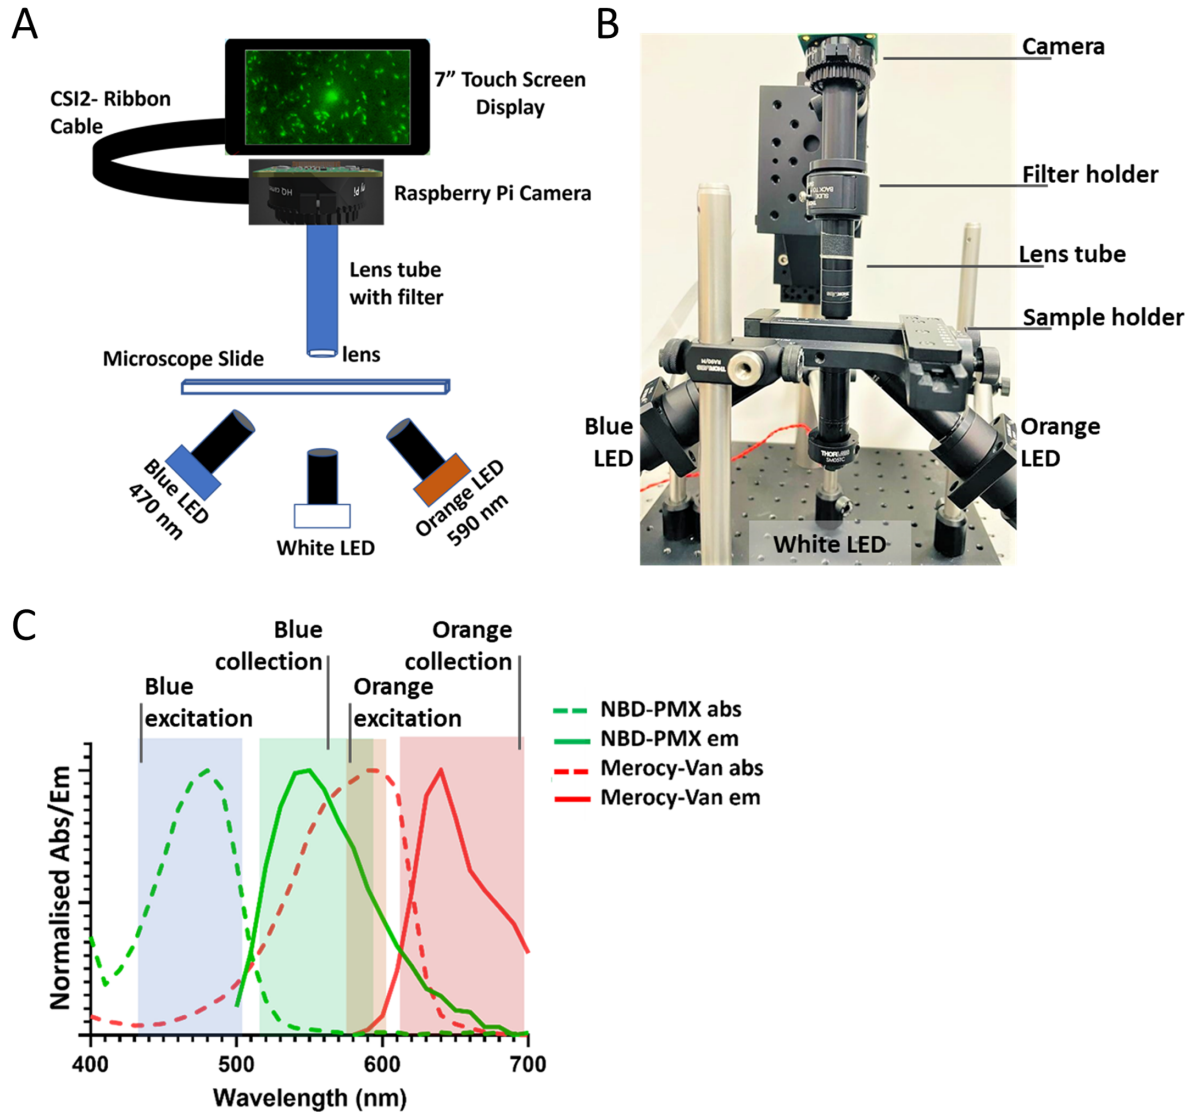 A
CSI2- Ribbon
Cable
7” Touch Screen
Display
HQ
Pi
Raspberry Pi Camera
Lens tube
with filter
lens
Microscope Slide
Blue LED
470 nm
White LED
Orange LED
590 nm
B
Camera
Filter holder
Lens tube
Sample holder
Blue
LED
Orange
LED
THORLABS
White LED
C
Blue
collection
Orange
collection
Blue
excitation
Orange
excitation
NBD-PMX abs
NBD-PMX em
Merocy-Van abs
Merocy-Van em
Normalised Abs/Em
400
500
600
700
Wavelength (nm)